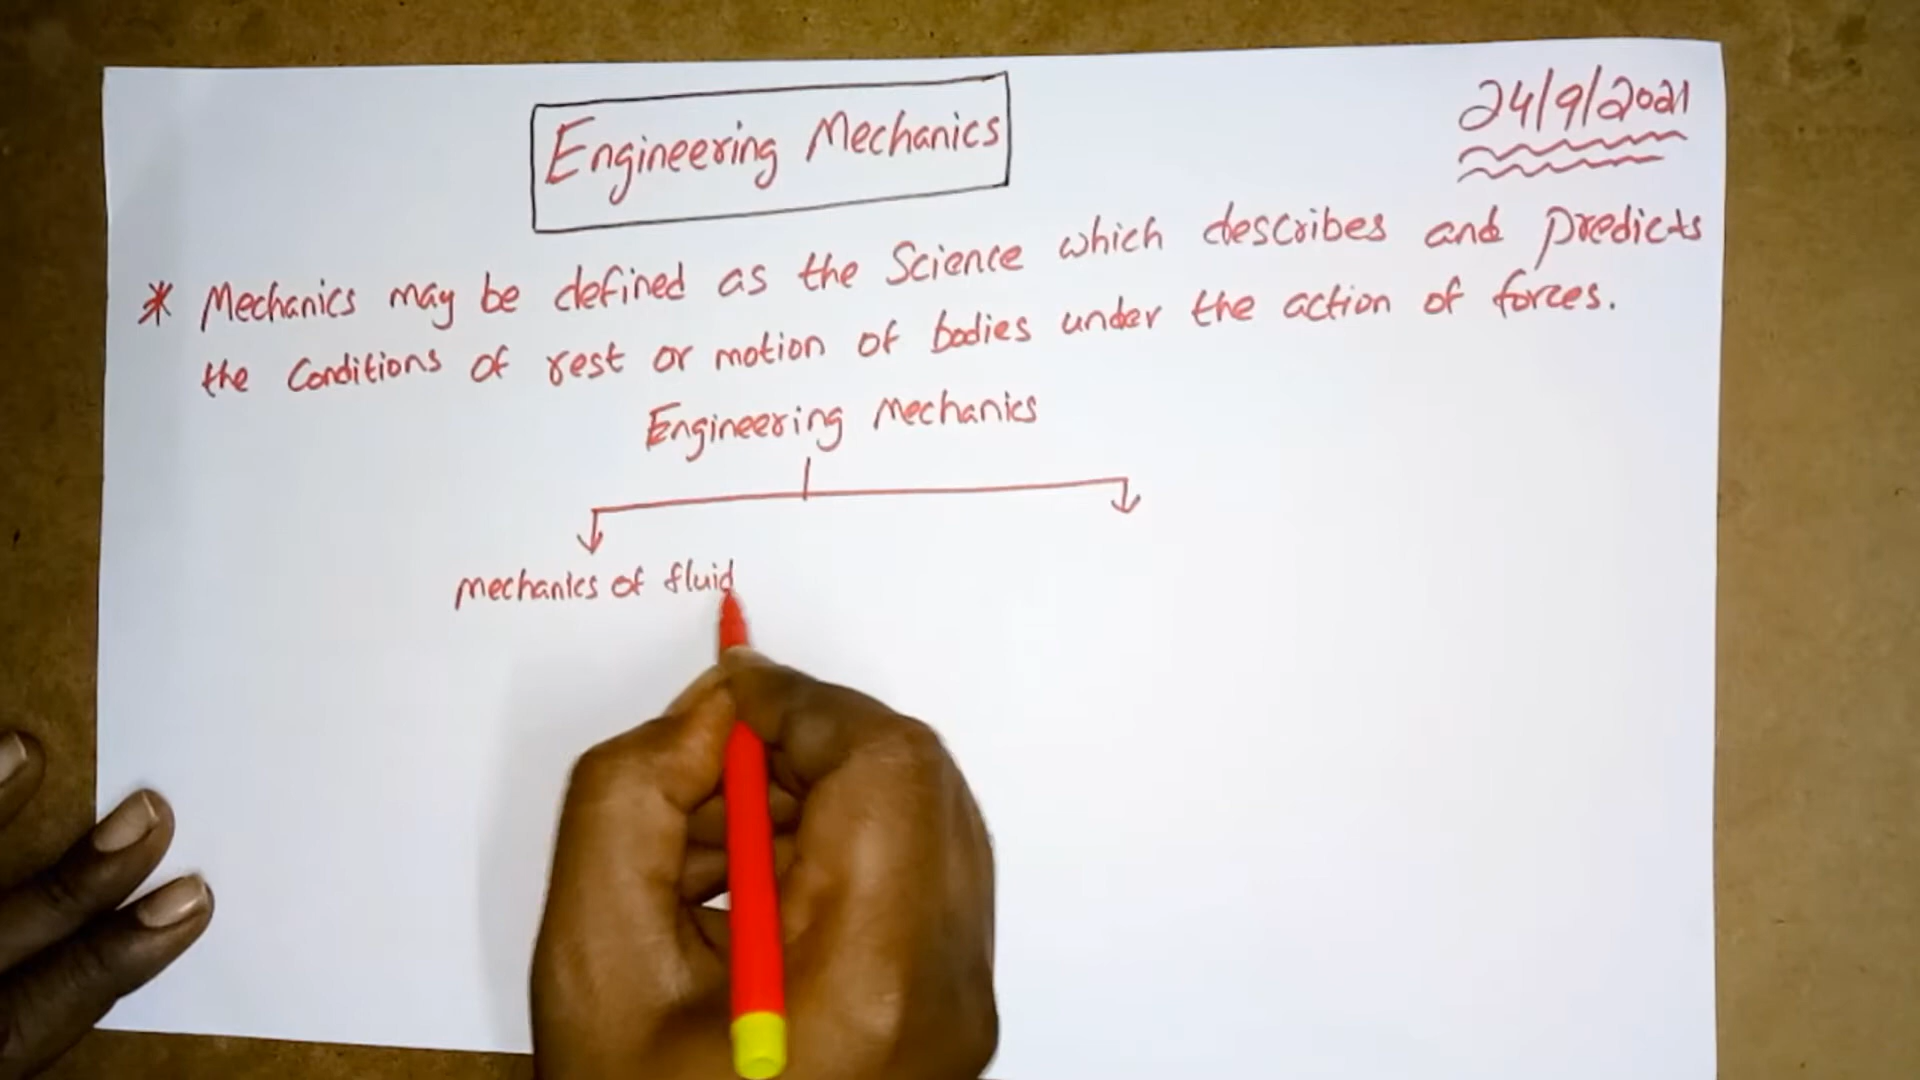 Engineering Mechanics
24/9/2021
* Mechanics may be defined as the Science which describes and predicts
the Conditions of rest or motion of bodies under the action of forces.
Engineering Mechanics
mechanics of fluid